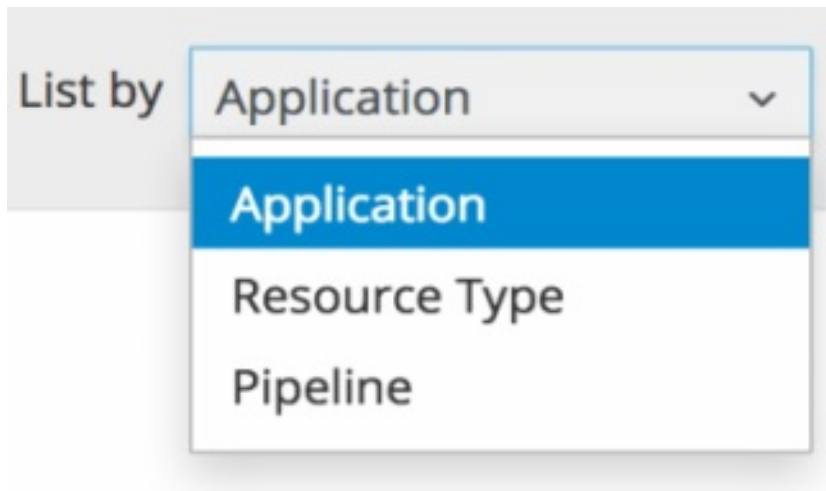 List by Application
Application
Resource Type
Pipeline